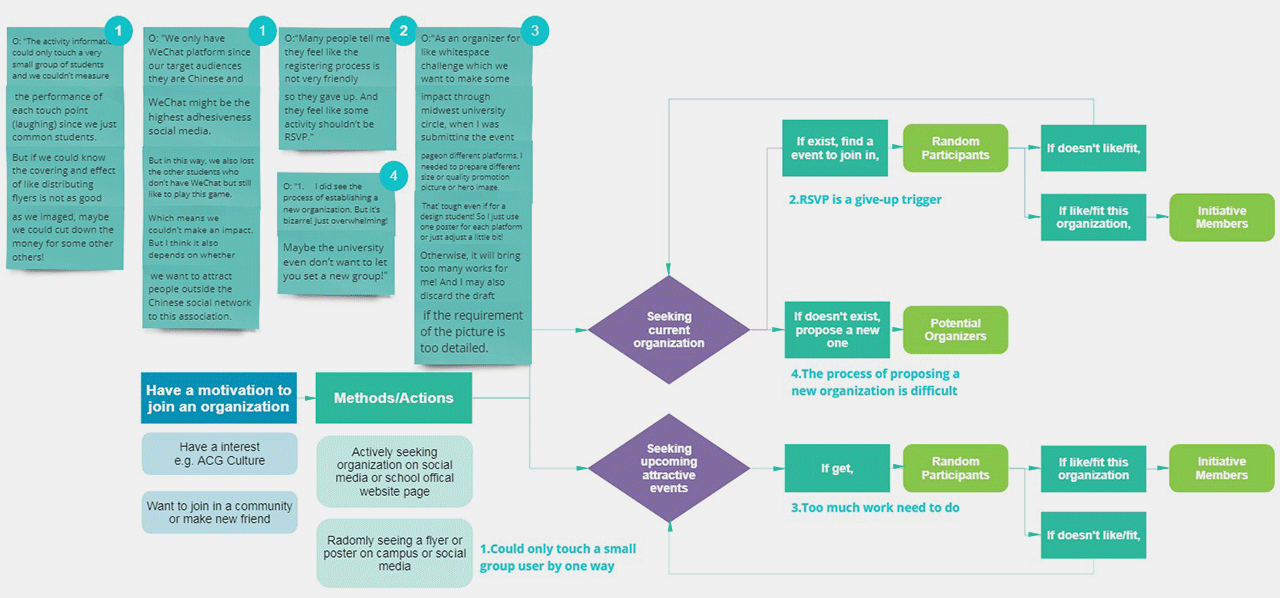 1
O: "The activity informatic
could only touch a very
small group of students
and we couldn't measure
the performance of
each touch point
(laughing) since we just
common students.
But if we could know
the covering and effect
of like distributing
flyers is not as good
as we imaged, maybe
we could cut down the
money for some other
others!
1
O: "We only have
WeChat platform since
our target audiences
they are Chinese and
WeChat might be the
highest adhesiveness
social media.
But in this way, we also lost
the other students who
don't have WeChat but still
like to play this game.
Which means we
couldn't make an impact.
But I think it also
depends on whether
we want to attract
people outside the
Chinese social network
to this association.
2
O:"Many people tell me
they feel like the
registering process is
not very friendly
so they gave up. And
they feel like some
activity shouldn't be
RSVP."
4
O: "1. I did see the
process of establishing a
new organization. But it's
bizarre! Just overwhelming!
Maybe the university
even don't want to let
you set a new group!"
3
O:"As an organizer for
like whitespace
challenge which we
want to make some
impact through
midwest university
circle, when I was
submitting the event
pageon different platforms, I
needed to prepare different
size or quality promotion
picture or hero image.
That' tough even if for a
design student! So I just use
one poster for each platform
or just adjust a little bit!
Otherwise, it will bring
too many works for
me! And I may also
discard the draft
if the requirement
of the picture is
too detailed.
Have a motivation to
join an organization
Have a interest
e.g. ACG Culture
Want to join in a community
or make new friend
Methods/Actions
Actively seeking
organization on social
media or school offical
website page
Radomly seeing a flyer or
poster on campus or social
media
1.Could only touch a small
group user by one way
Seeking
current
organization
If exist, find a
event to join in,
Random
Participants
If doesn't like/fit,
2.RSVP is a give-up trigger
If like/fit this
organization,
Initiative
Members
If doesn't exist,
propose a new
one
Potential
Organizers
4.The process of proposing a
new organization is difficult
Seeking
upcoming
attractive
events
If get,
Random
Participants
If like/fit this
organization
Initiative
Members
3.Too much work need to do
If doesn't like/fit,